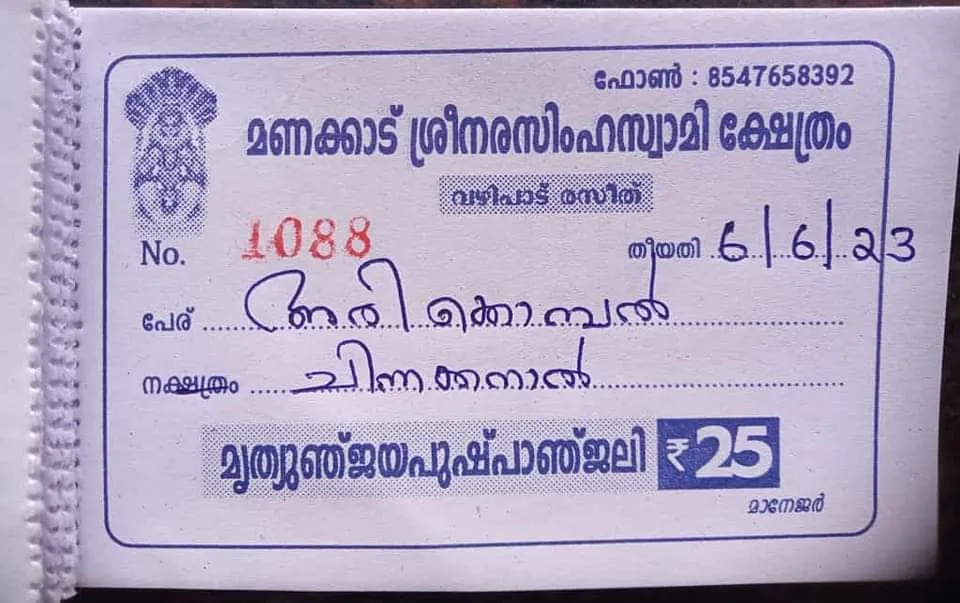 ഫോൺ : 8547658392
മണക്കാട് ശ്രീനരസിംഹസ്വാമി ക്ഷേത്രം
വഴിപാട് രസീത്
No. 1088 തീയതി 6/6/23
പേര് അരിക്കൊമ്പൻ
നക്ഷത്രം ചിന്നക്കനാൽ
മൃത്യുഞ്ജയപുഷ്പാഞ്ജലി ₹25
മാനേജർ